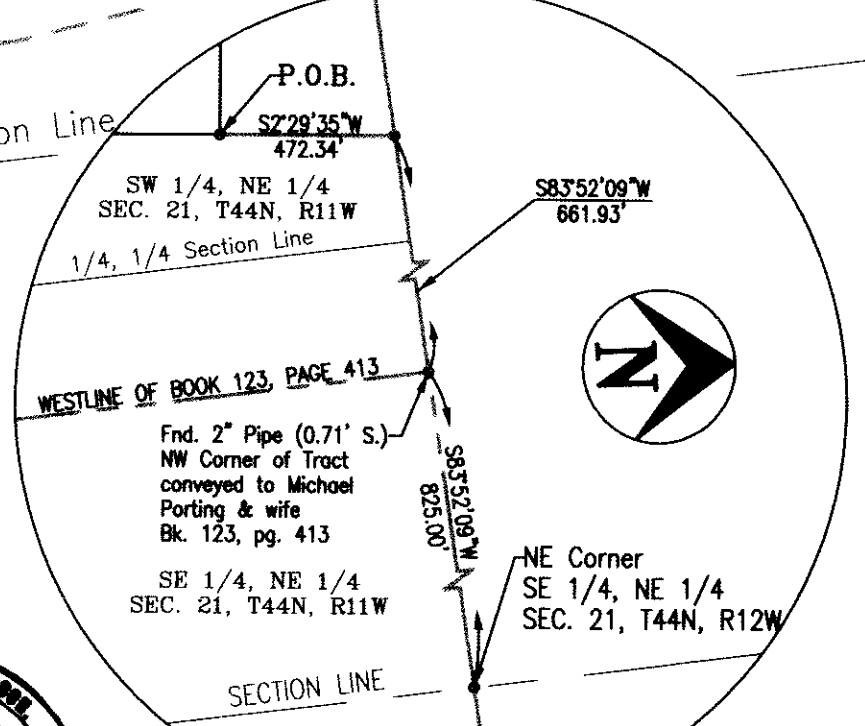 P.O.B.
on Line
S2°29'35"W
472.34'
SW 1/4, NE 1/4
SEC. 21, T44N, R11W
S83°52'09"W
661.93'
1/4, 1/4 Section Line
N
WESTLINE OF BOOK 123, PAGE 413
Fnd. 2" Pipe (0.71' S.)
NW Corner of Tract
conveyed to Michael
Porting & wife
Bk. 123, pg. 413
S83°52'09"W
825.00'
SE 1/4, NE 1/4
SEC. 21, T44N, R11W
NE Corner
SE 1/4, NE 1/4
SEC. 21, T44N, R12W
SECTION LINE